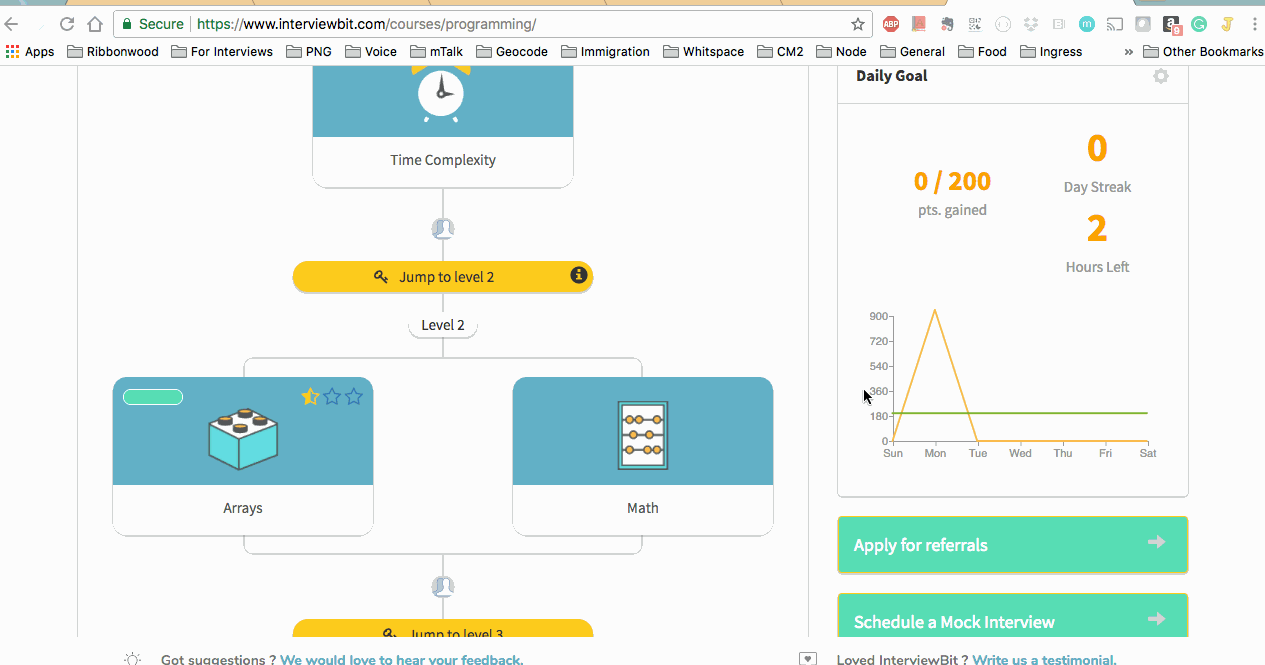 Secure https://www.interviewbit.com/courses/programming/
ABP
m
9
Apps Ribbonwood For Interviews PNG Voice mTalk Geocode Immigration Whitspace CM2 Node General Food Ingress » Other Bookmarks
Time Complexity
Jump to level 2
Level 2
Arrays
Math
Jump to level 3
Daily Goal
0 / 200
pts. gained
0
Day Streak
2
Hours Left
900
720
540
360
180
0
Sun Mon Tue Wed Thu Fri Sat
Apply for referrals
Schedule a Mock Interview
Got suggestions ? We would love to hear your feedback.
Loved InterviewBit ? Write us a testimonial.